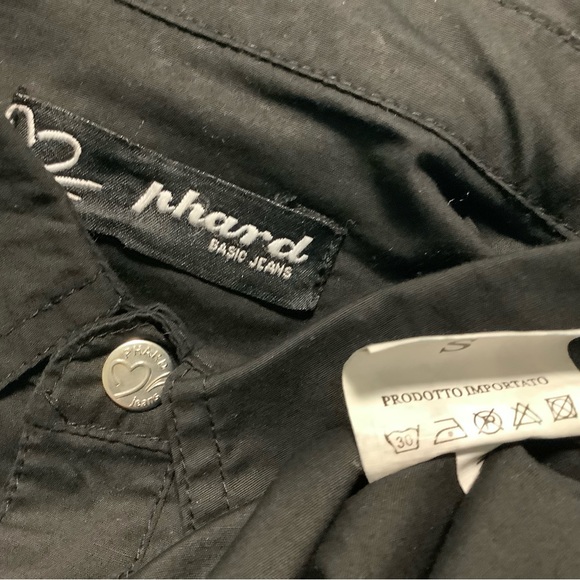 phard
BASIC JEANS
PHARD
Jeans
S
PRODOTTO IMPORTATO
30